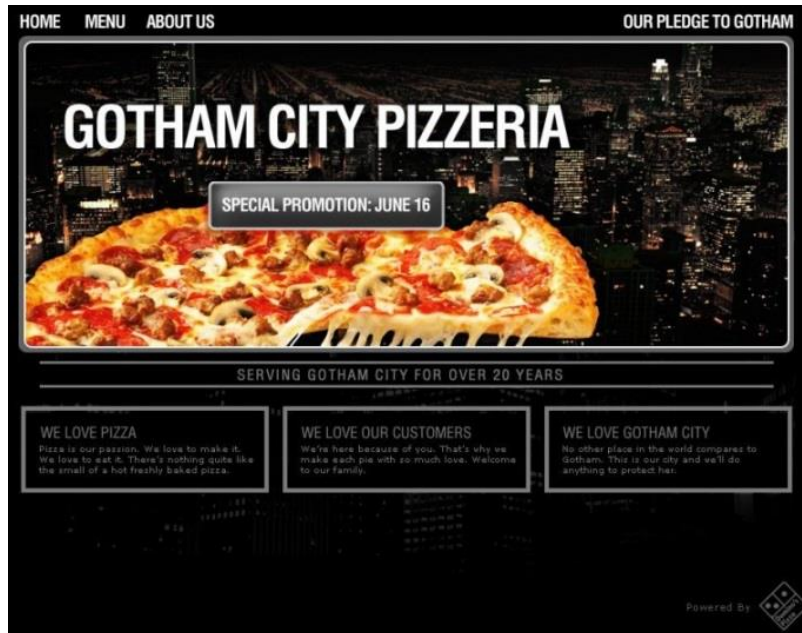 HOME MENU ABOUT US OUR PLEDGE TO GOTHAM
GOTHAM CITY PIZZERIA
SPECIAL PROMOTION: JUNE 16
SERVING GOTHAM CITY FOR OVER 20 YEARS
WE LOVE PIZZA
Pizza is our passion. We love to make it.
We love to eat it. There's nothing quite like
the smell of a hot freshly baked pizza.
WE LOVE OUR CUSTOMERS
We're here because of you. That's why we
make each pie with so much love. Welcome
to our family.
WE LOVE GOTHAM CITY
No other place in the world compares to
Gotham. This is our city and we'll do
anything to protect her.
Powered By
Domino's
Pizza